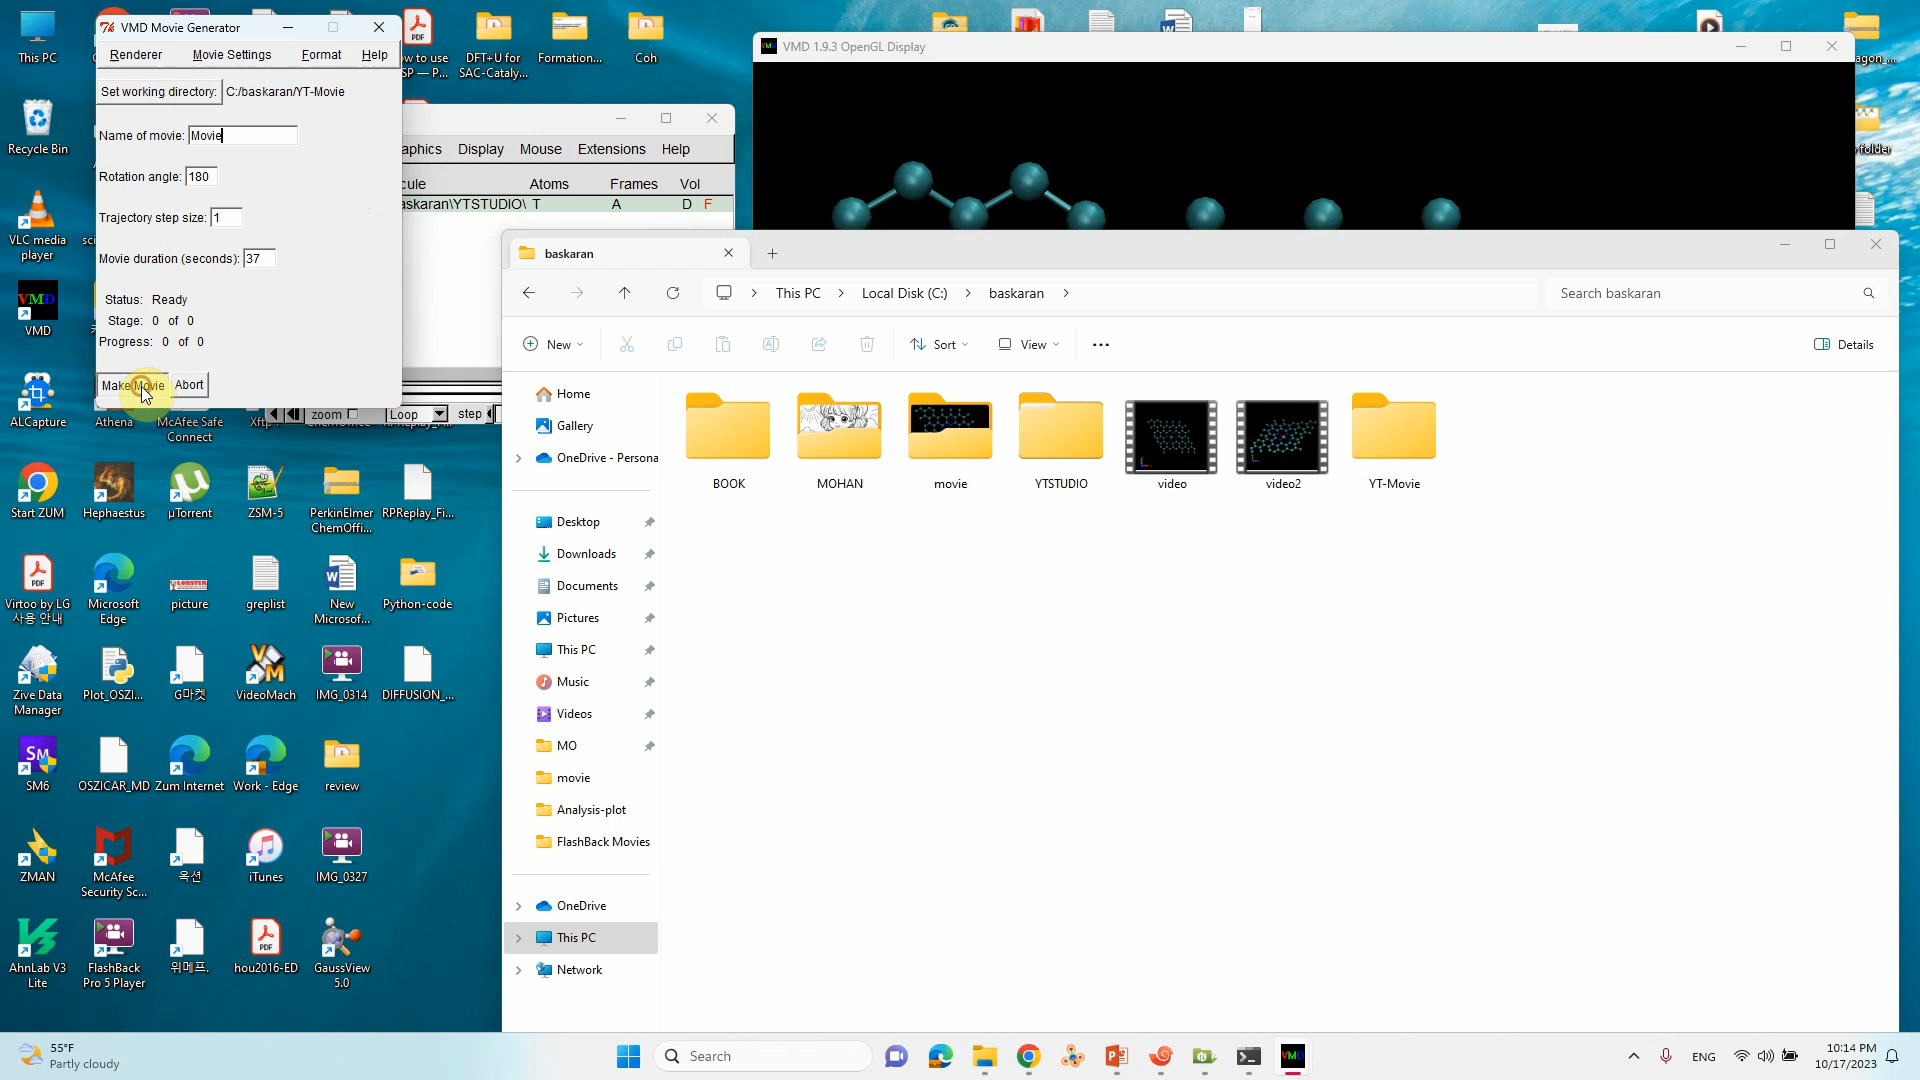 VMD Movie Generator
Renderer Movie Settings Format Help
Set working directory: C:/baskaran/YT-Movie
Name of movie: Movie
Rotation angle: 180
Trajectory step size: 1
Movie duration (seconds): 37
Status: Ready
Stage: 0 of 0
Progress: 0 of 0
Make Movie Abort
This PC
Recycle Bin
VLC media
player
VMD
ALCapture
Athena
McAfee Safe
Connect
DFT+U for
SAC-Cataly...
Formation...
Coh
Display Mouse Extensions Help
Atoms Frames Vol
T A D F
zoom Loop step
VMD 1.9.3 OpenGL Display
folder
baskaran
This PC > Local Disk (C:) > baskaran >
Search baskaran
New Sort View ... Details
Home
Gallery
OneDrive - Persona
Desktop
Downloads
Documents
Pictures
This PC
Music
Videos
MO
movie
Analysis-plot
FlashBack Movies
OneDrive
This PC
Network
BOOK
MOHAN
movie
YTSTUDIO
video
video2
YT-Movie
Start ZUM
Hephaestus
µTorrent
ZSM-5
PerkinElmer
ChemOffi...
RPReplay_Fi...
Virtoo by LG
사용 안내
Microsoft
Edge
picture
greplist
New
Microsof...
Python-code
Zive Data
Manager
Plot_OSZI...
G마켓
VideoMach
IMG_0314
DIFFUSION_...
SM6
OSZICAR_MD
Zum Internet
Work - Edge
review
ZMAN
McAfee
Security Sc...
옥션
iTunes
IMG_0327
AhnLab V3
Lite
FlashBack
Pro 5 Player
위메프.
hou2016-ED
GaussView
5.0
55°F
Partly cloudy
Search
ENG
10:14 PM
10/17/2023